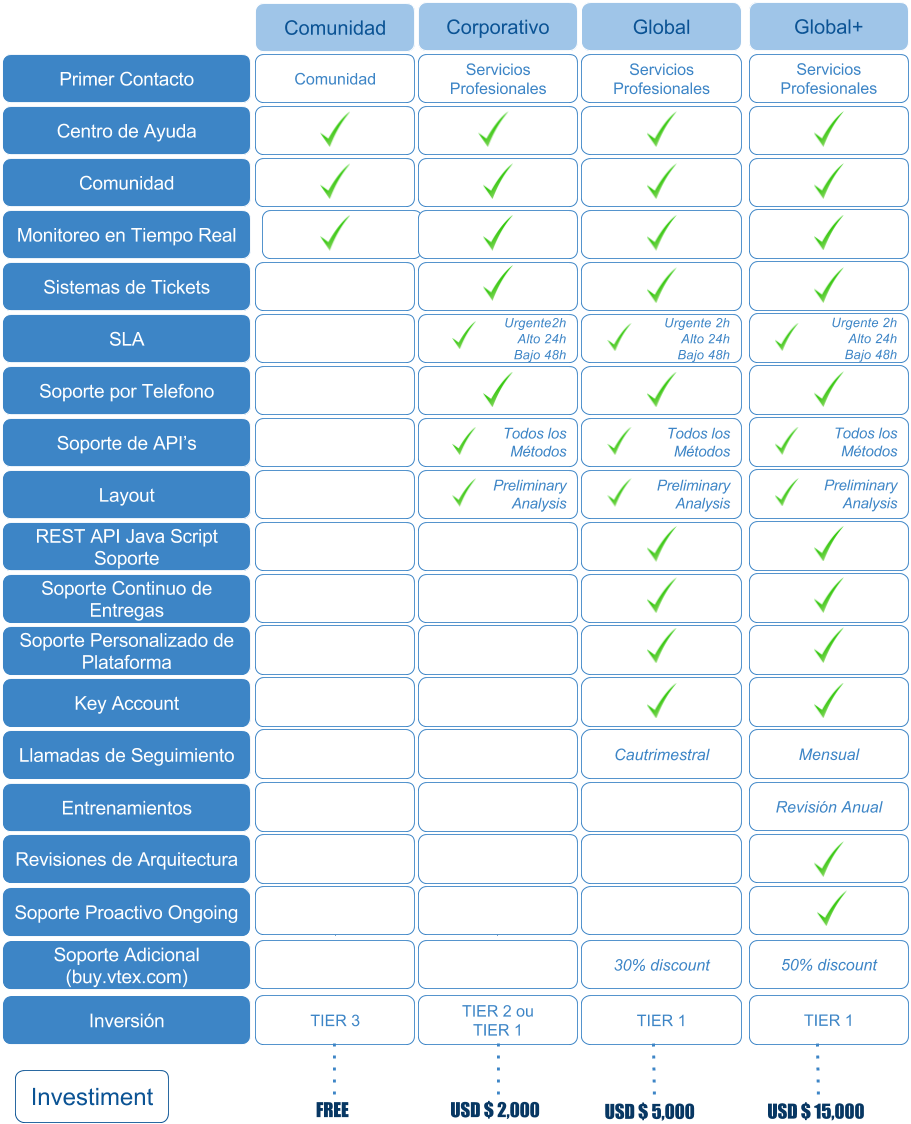 Comunidad
Corporativo
Global
Global+
Primer Contacto
Comunidad
Servicios
Profesionales
Servicios
Profesionales
Servicios
Profesionales
Centro de Ayuda
Comunidad
Monitoreo en Tiempo Real
Sistemas de Tickets
SLA
Urgente2h
Alto 24h
Bajo 48h
Urgente 2h
Alto 24h
Bajo 48h
Urgente 2h
Alto 24h
Bajo 48h
Soporte por Telefono
Soporte de API’s
Todos los
Métodos
Todos los
Métodos
Todos los
Métodos
Layout
Preliminary
Analysis
Preliminary
Analysis
Preliminary
Analysis
REST API Java Script
Soporte
Soporte Continuo de
Entregas
Soporte Personalizado de
Plataforma
Key Account
Llamadas de Seguimiento
Cautrimestral
Mensual
Entrenamientos
Revisión Anual
Revisiones de Arquitectura
Soporte Proactivo Ongoing
Soporte Adicional
(buy.vtex.com)
30% discount
50% discount
Inversión
TIER 3
TIER 2 ou
TIER 1
TIER 1
TIER 1
Investiment
FREE
USD $ 2,000
USD $ 5,000
USD $ 15,000